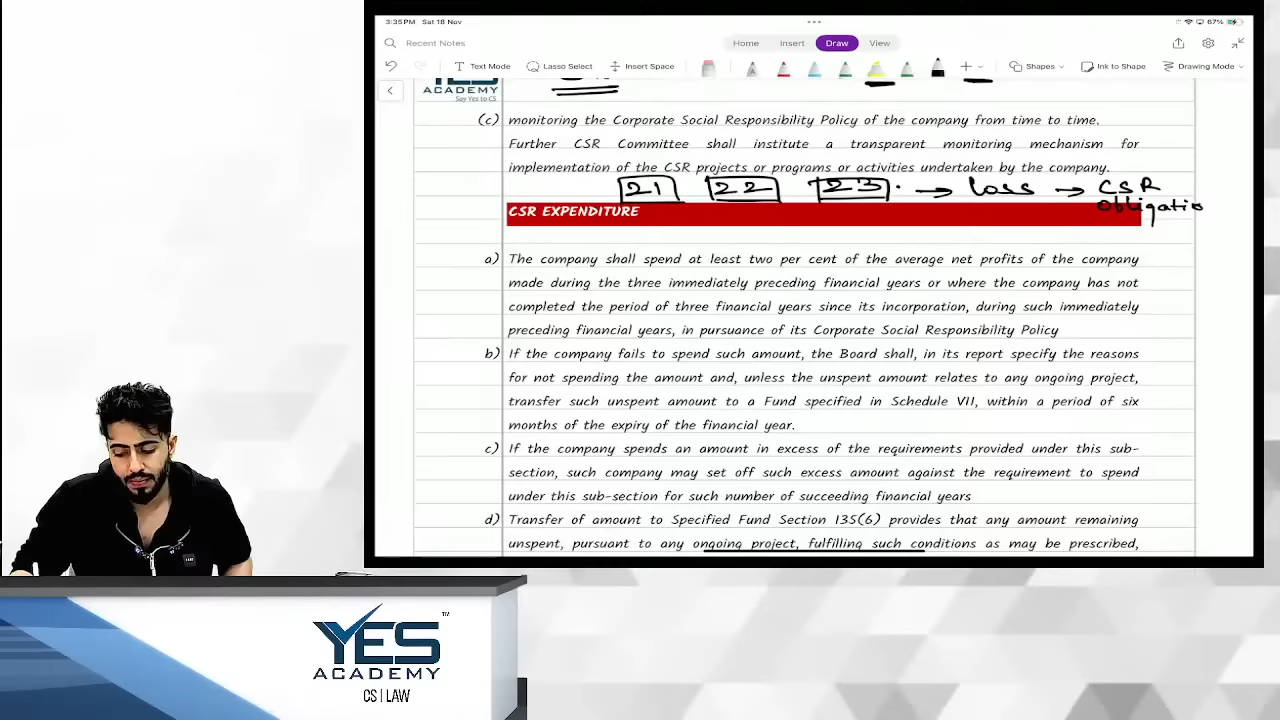 3:35 PM Sat 18 Nov
67%
Recent Notes
Home Insert Draw View
Text Mode Lasso Select Insert Space Shapes Ink to Shape Drawing Mode
ACADEMY
Say Yes to CS
(c) monitoring the Corporate Social Responsibility Policy of the company from time to time.
Further CSR Committee shall institute a transparent monitoring mechanism for
implementation of the CSR projects or programs or activities undertaken by the company.
21 22 23 → loss → CSR
obligatio
CSR EXPENDITURE
a) The company shall spend at least two per cent of the average net profits of the company
made during the three immediately preceding financial years or where the company has not
completed the period of three financial years since its incorporation, during such immediately
preceding financial years, in pursuance of its Corporate Social Responsibility Policy
b) If the company fails to spend such amount, the Board shall, in its report specify the reasons
for not spending the amount and, unless the unspent amount relates to any ongoing project,
transfer such unspent amount to a Fund specified in Schedule VII, within a period of six
months of the expiry of the financial year.
c) If the company spends an amount in excess of the requirements provided under this sub-
section, such company may set off such excess amount against the requirement to spend
under this sub-section for such number of succeeding financial years
d) Transfer of amount to Specified Fund Section 135(6) provides that any amount remaining
unspent, pursuant to any ongoing project, fulfilling such conditions as may be prescribed,
YES™
ACADEMY
CS | LAW